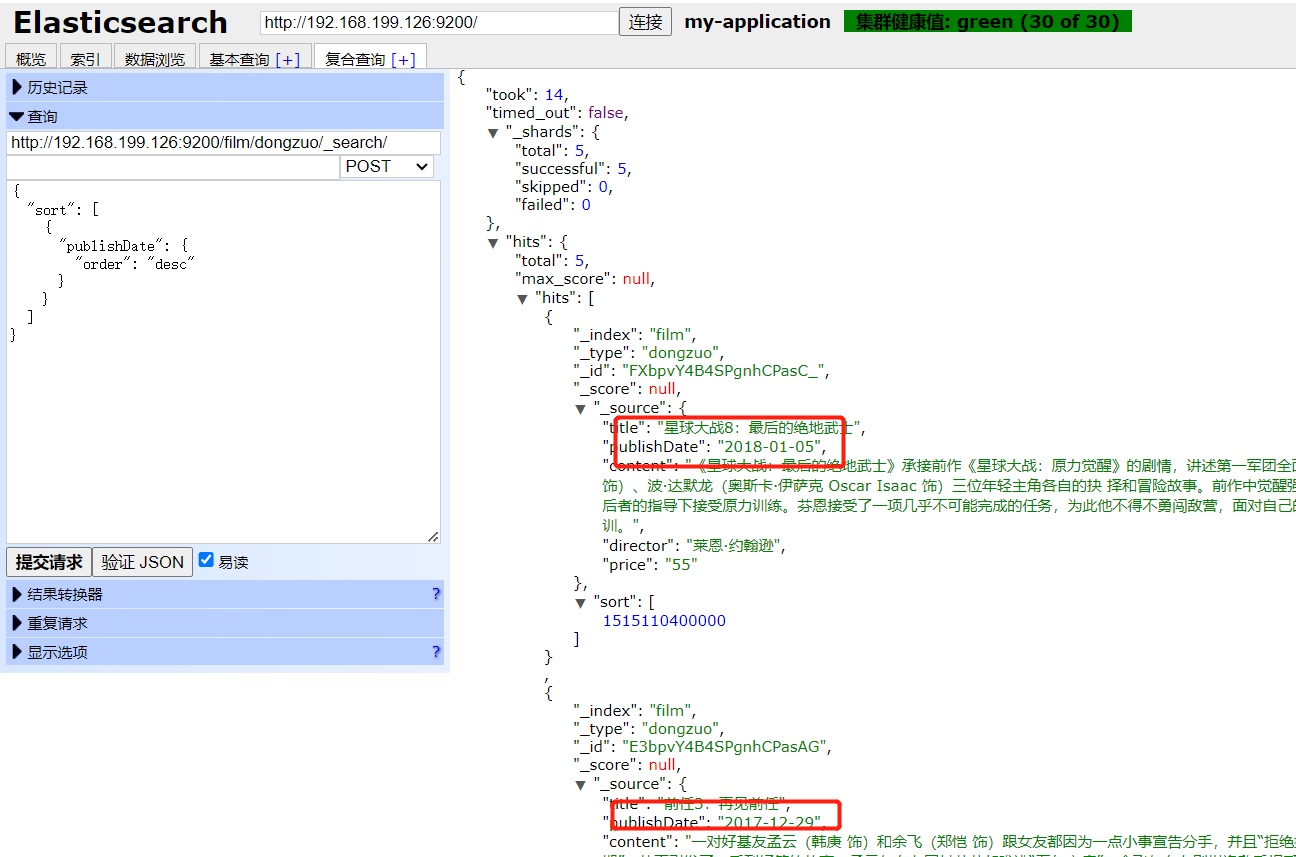 Elasticsearch
http://192.168.199.126:9200/
连接
my-application
集群健康值: green (30 of 30)
概览
索引
数据浏览
基本查询 [+]
复合查询 [+]
历史记录
查询
http://192.168.199.126:9200/film/dongzuo/_search/
POST
{
"sort": [
{
"publishDate": {
"order": "desc"
}
}
]
}
提交请求
验证 JSON
易读
结果转换器
?
重复请求
显示选项
?
{
"took": 14,
"timed_out": false,
▼ "_shards": {
"total": 5,
"successful": 5,
"skipped": 0,
"failed": 0
},
▼ "hits": {
"total": 5,
"max_score": null,
▼ "hits": [
{
"_index": "film",
"_type": "dongzuo",
"_id": "FXbpvY4B4SPgnhCPasC_",
"_score": null,
▼ "_source": {
"title": "星球大战8：最后的绝地武士",
"publishDate": "2018-01-05",
"content": "《星球大战：最后的绝地武士》承接前作《星球大战：原力觉醒》的剧情，讲述第一军团全
饰）、波·达默龙（奥斯卡·伊萨克 Oscar Isaac 饰）三位年轻主角各自的抉 择和冒险故事。前作中觉醒强
后者的指导下接受原力训练。芬恩接受了一项几乎不可能完成的任务，为此他不得不勇闯敌营，面对自己的
训。",
"director": "莱恩·约翰逊",
"price": "55"
},
▼ "sort": [
1515110400000
]
}
,
{
"_index": "film",
"_type": "dongzuo",
"_id": "E3bpvY4B4SPgnhCPasAG",
"_score": null,
▼ "_source": {
"title": "前任3：再见前任",
"publishDate": "2017-12-29",
"content": "一对好基友孟云（韩庚 饰）和余飞（郑恺 饰）跟女友都因为一点小事宣告分手，并且“拒绝